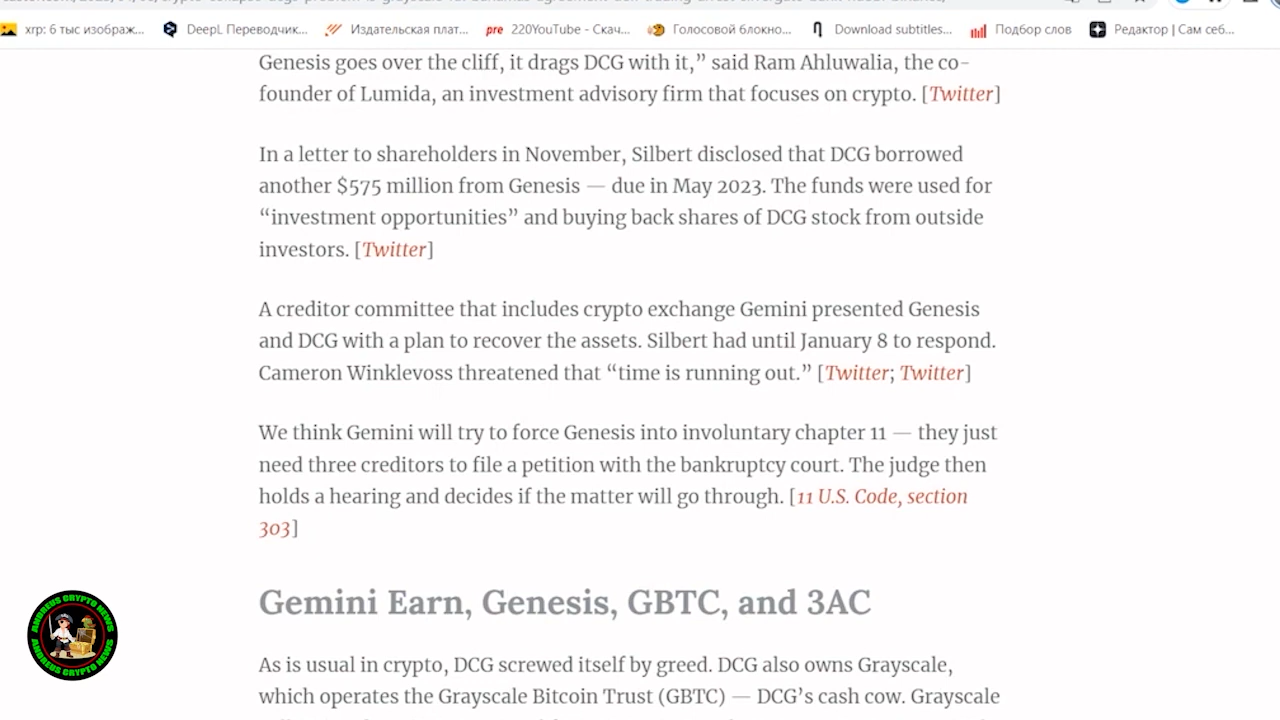 xrp: 6 тыс изображ...
DeepL Переводчик...
Издательская плат...
pre 220YouTube - Скач...
Голосовой блокно...
Download subtitles...
Подбор слов
Редактор | Сам себ...
Genesis goes over the cliff, it drags DCG with it,” said Ram Ahluwalia, the co-
founder of Lumida, an investment advisory firm that focuses on crypto. [Twitter]
In a letter to shareholders in November, Silbert disclosed that DCG borrowed
another $575 million from Genesis — due in May 2023. The funds were used for
“investment opportunities” and buying back shares of DCG stock from outside
investors. [Twitter]
A creditor committee that includes crypto exchange Gemini presented Genesis
and DCG with a plan to recover the assets. Silbert had until January 8 to respond.
Cameron Winklevoss threatened that “time is running out.” [Twitter; Twitter]
We think Gemini will try to force Genesis into involuntary chapter 11 — they just
need three creditors to file a petition with the bankruptcy court. The judge then
holds a hearing and decides if the matter will go through. [11 U.S. Code, section
303]
Gemini Earn, Genesis, GBTC, and 3AC
As is usual in crypto, DCG screwed itself by greed. DCG also owns Grayscale,
which operates the Grayscale Bitcoin Trust (GBTC) — DCG’s cash cow. Grayscale
ANDREUS CRYPTO NEWS
ANDREUS CRYPTO NEWS